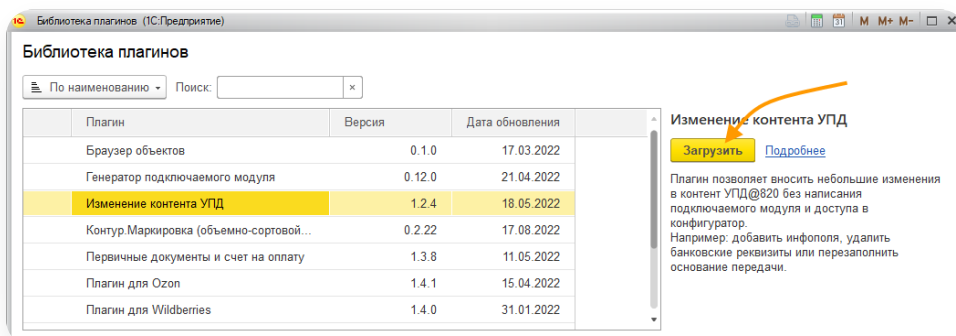 1С Библиотека плагинов (1С:Предприятие) 31 M M+ M-
Библиотека плагинов
По наименованию Поиск:
Плагин Версия Дата обновления
Браузер объектов 0.1.0 17.03.2022
Генератор подключаемого модуля 0.12.0 21.04.2022
Изменение контента УПД 1.2.4 18.05.2022
Контур.Маркировка (объемно-сортовой... 0.2.22 17.08.2022
Первичные документы и счет на оплату 1.3.8 11.05.2022
Плагин для Ozon 1.4.1 15.04.2022
Плагин для Wildberries 1.4.0 31.01.2022
Изменение контента УПД
Загрузить Подробнее
Плагин позволяет вносить небольшие изменения
в контент УПД@820 без написания
подключаемого модуля и доступа в
конфигуратор.
Например: добавить инфополя, удалить
банковские реквизиты или перезаполнить
основание передачи.